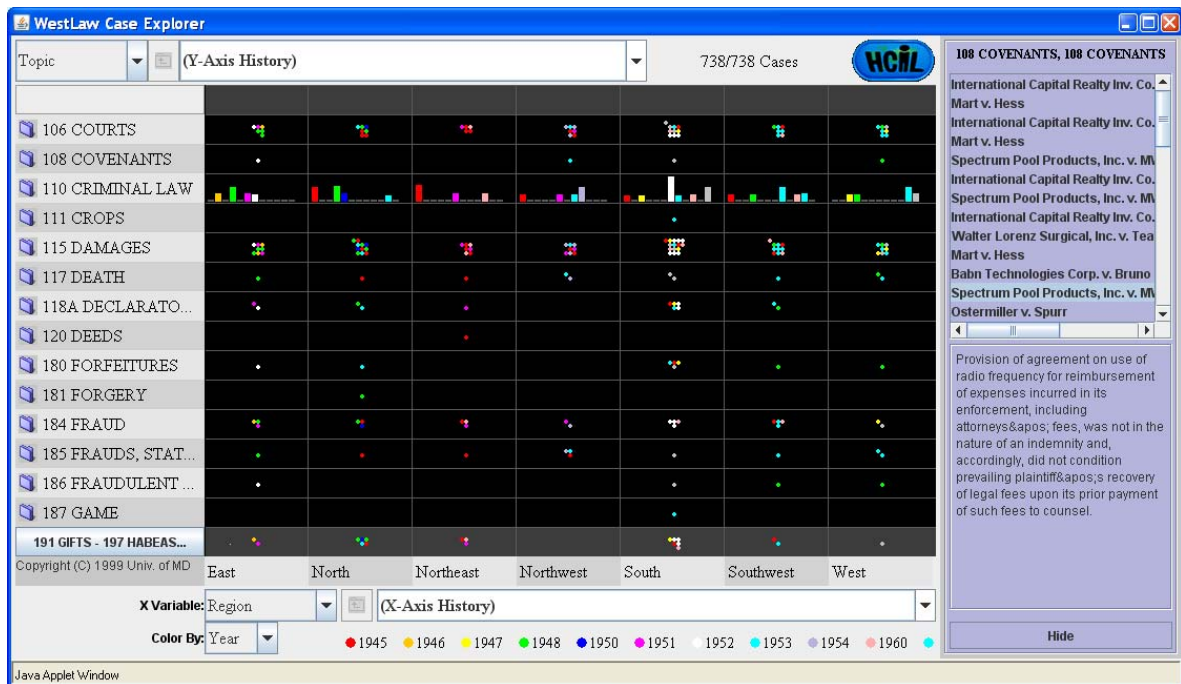 WestLaw Case Explorer
Topic
(Y-Axis History)
738/738 Cases
HCIL
106 COURTS
108 COVENANTS
110 CRIMINAL LAW
111 CROPS
115 DAMAGES
117 DEATH
118A DECLARATO...
120 DEEDS
180 FORFEITURES
181 FORGERY
184 FRAUD
185 FRAUDS, STAT...
186 FRAUDULENT ...
187 GAME
191 GIFTS - 197 HABEAS...
Copyright (C) 1999 Univ. of MD
East North Northeast Northwest South Southwest West
X Variable: Region
(X-Axis History)
Color By: Year
1945 1946 1947 1948 1950 1951 1952 1953 1954 1960
Java Applet Window
108 COVENANTS, 108 COVENANTS
International Capital Realty Inv. Co.
Mart v. Hess
International Capital Realty Inv. Co.
Mart v. Hess
Spectrum Pool Products, Inc. v. MW
International Capital Realty Inv. Co.
Spectrum Pool Products, Inc. v. MW
International Capital Realty Inv. Co.
Walter Lorenz Surgical, Inc. v. Tea
Mart v. Hess
Babn Technologies Corp. v. Bruno
Spectrum Pool Products, Inc. v. MW
Ostermiller v. Spurr
Provision of agreement on use of
radio frequency for reimbursement
of expenses incurred in its
enforcement, including
attorneys&apos; fees, was not in the
nature of an indemnity and,
accordingly, did not condition
prevailing plaintiff&apos;s recovery
of legal fees upon its prior payment
of such fees to counsel.
Hide